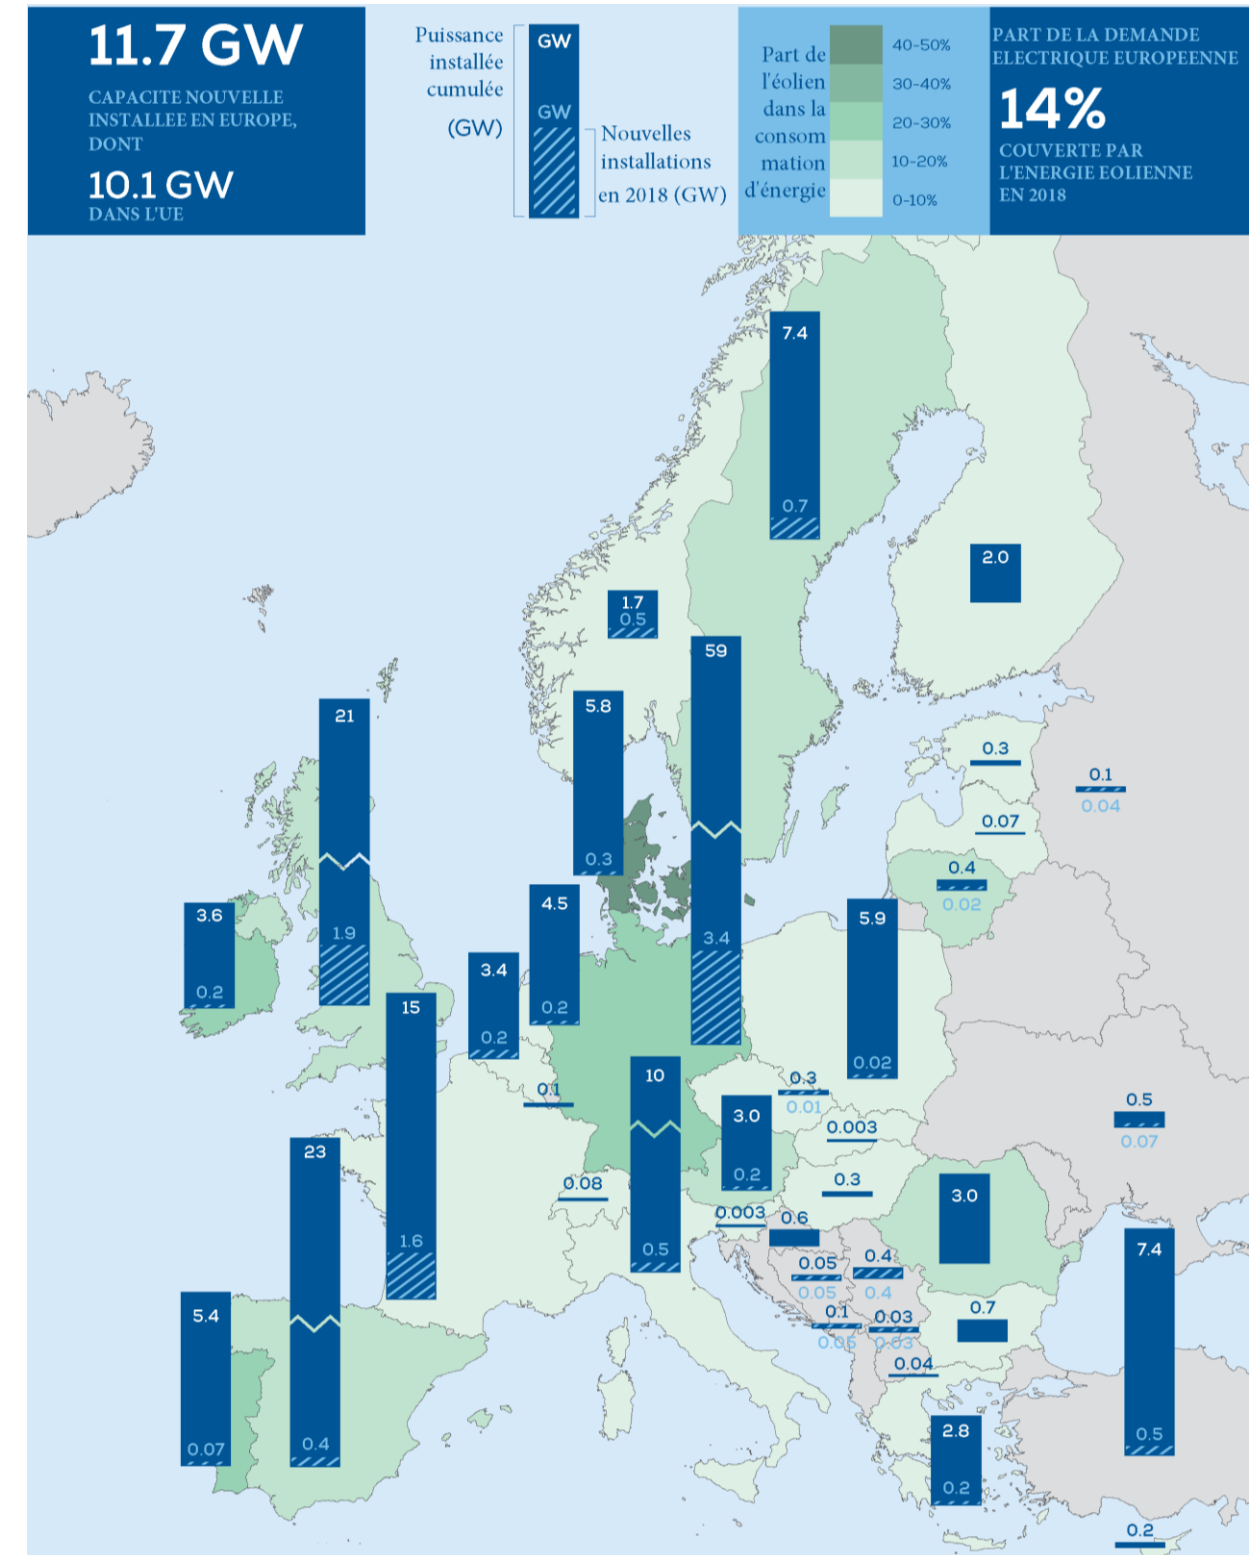 11.7 GW
CAPACITE NOUVELLE
INSTALLEE EN EUROPE,
DONT
10.1 GW
DANS L'UE
Puissance
installée
cumulée
(GW)
GW
GW
Nouvelles
installations
en 2018 (GW)
Part de
l'éolien
dans la
consom
mation
d'énergie
40-50%
30-40%
20-30%
10-20%
0-10%
PART DE LA DEMANDE
ELECTRIQUE EUROPEENNE
14%
COUVERTE PAR
L'ENERGIE EOLIENNE
EN 2018
7.4
0.7
2.0
1.7
0.5
59
3.4
5.8
0.3
21
1.9
0.3
0.1
0.04
0.07
0.4
0.02
3.6
0.2
4.5
0.2
5.9
0.02
3.4
0.2
15
1.6
0.1
10
0.5
0.3
0.01
3.0
0.2
0.5
0.07
0.003
23
0.4
0.08
0.3
3.0
0.003
0.6
7.4
0.5
0.05
0.05
0.4
0.4
5.4
0.07
0.1
0.05
0.03
0.03
0.7
0.04
2.8
0.2
0.2